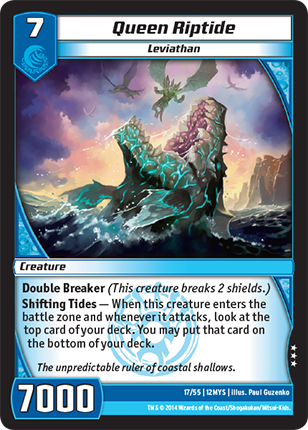 7
Queen Riptide
Leviathan
Creature
Double Breaker (This creature breaks 2 shields.)
Shifting Tides — When this creature enters the
battle zone and whenever it attacks, look at the
top card of your deck. You may put that card on
the bottom of your deck.
The unpredictable ruler of coastal shallows.
7000
17/55 | 12MYS | illus. Paul Guzenko
TM & © 2014 Wizards of the Coast/Shogakukan/Mitsui-Kids.